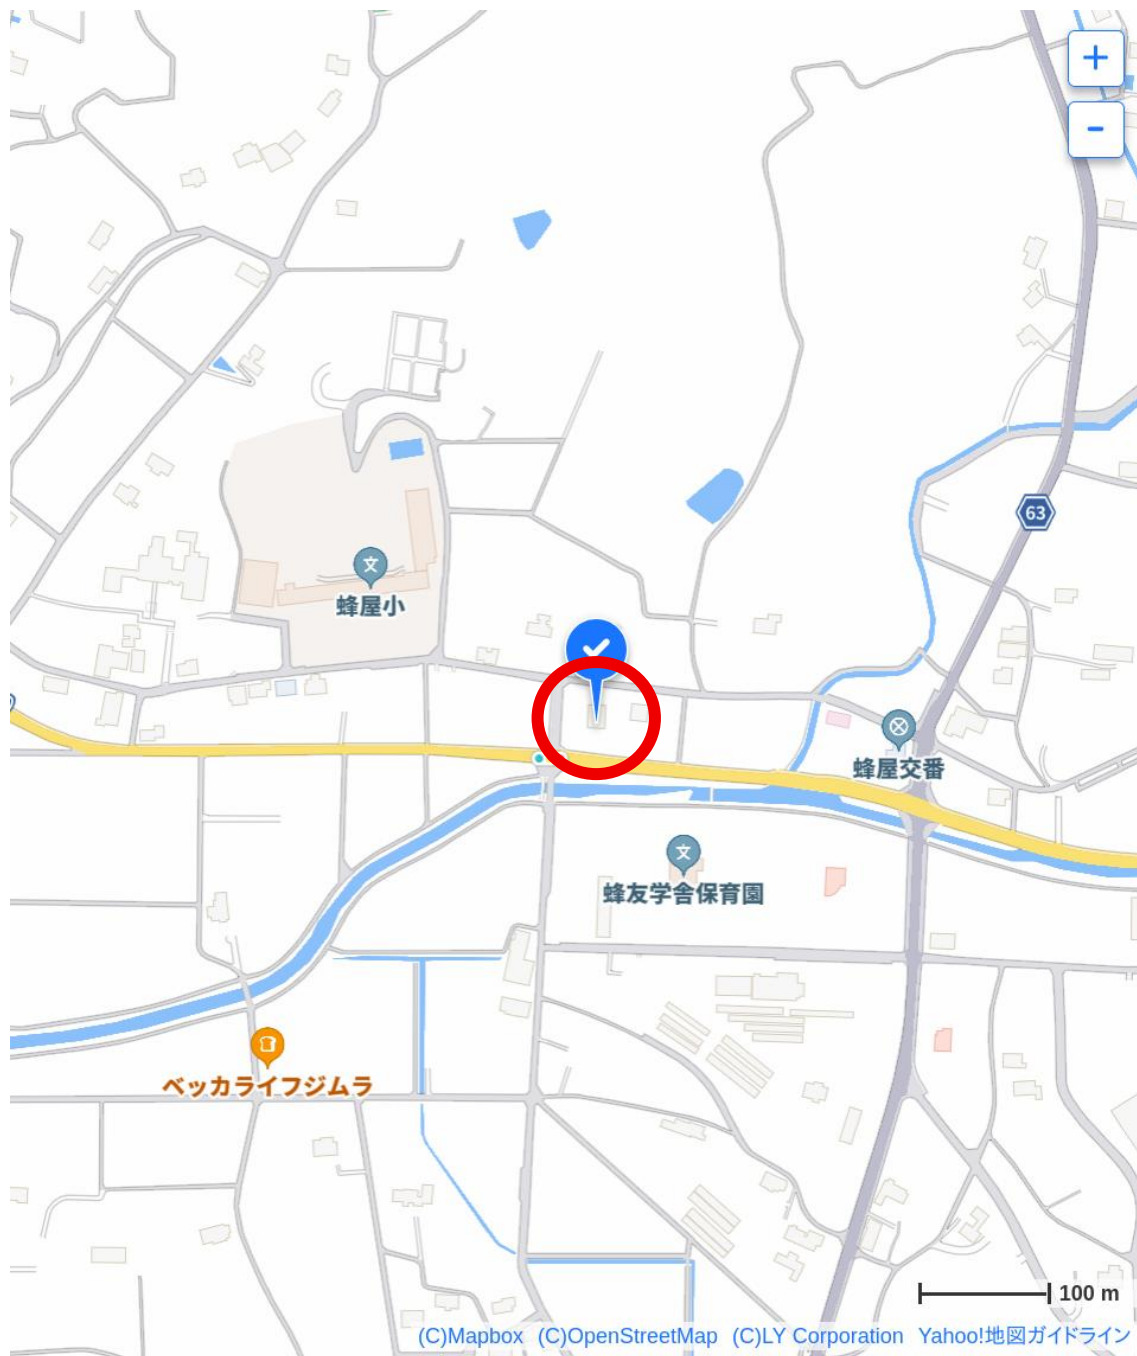 +
-
63
文
蜂屋小
蜂屋交番
文
蜂友学舎保育園
ベッカライフジムラ
100 m
(C)Mapbox (C)OpenStreetMap (C)LY Corporation Yahoo!地図ガイドライン